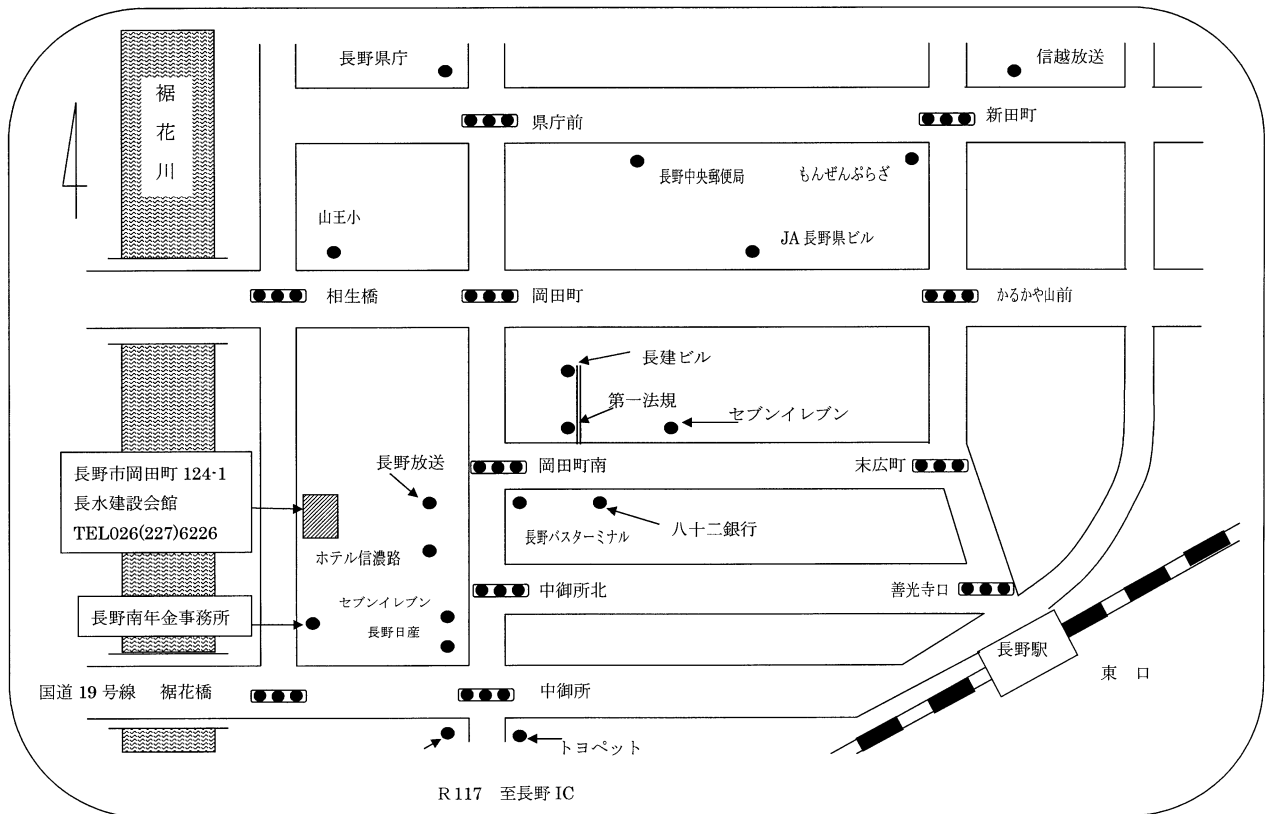 長野県庁
信越放送
裾花川
県庁前
新田町
長野中央郵便局
もんぜんぷらざ
山王小
JA 長野県ビル
相生橋
岡田町
かるかや山前
長建ビル
第一法規
セブンイレブン
長野放送
岡田町南
末広町
長野市岡田町 124-1
長水建設会館
TEL026(227)6226
長野バスターミナル
八十二銀行
ホテル信濃路
中御所北
善光寺口
セブンイレブン
長野南年金事務所
長野日産
長野駅
東 口
国道 19 号線 裾花橋
中御所
トヨペット
R 117 至長野 IC